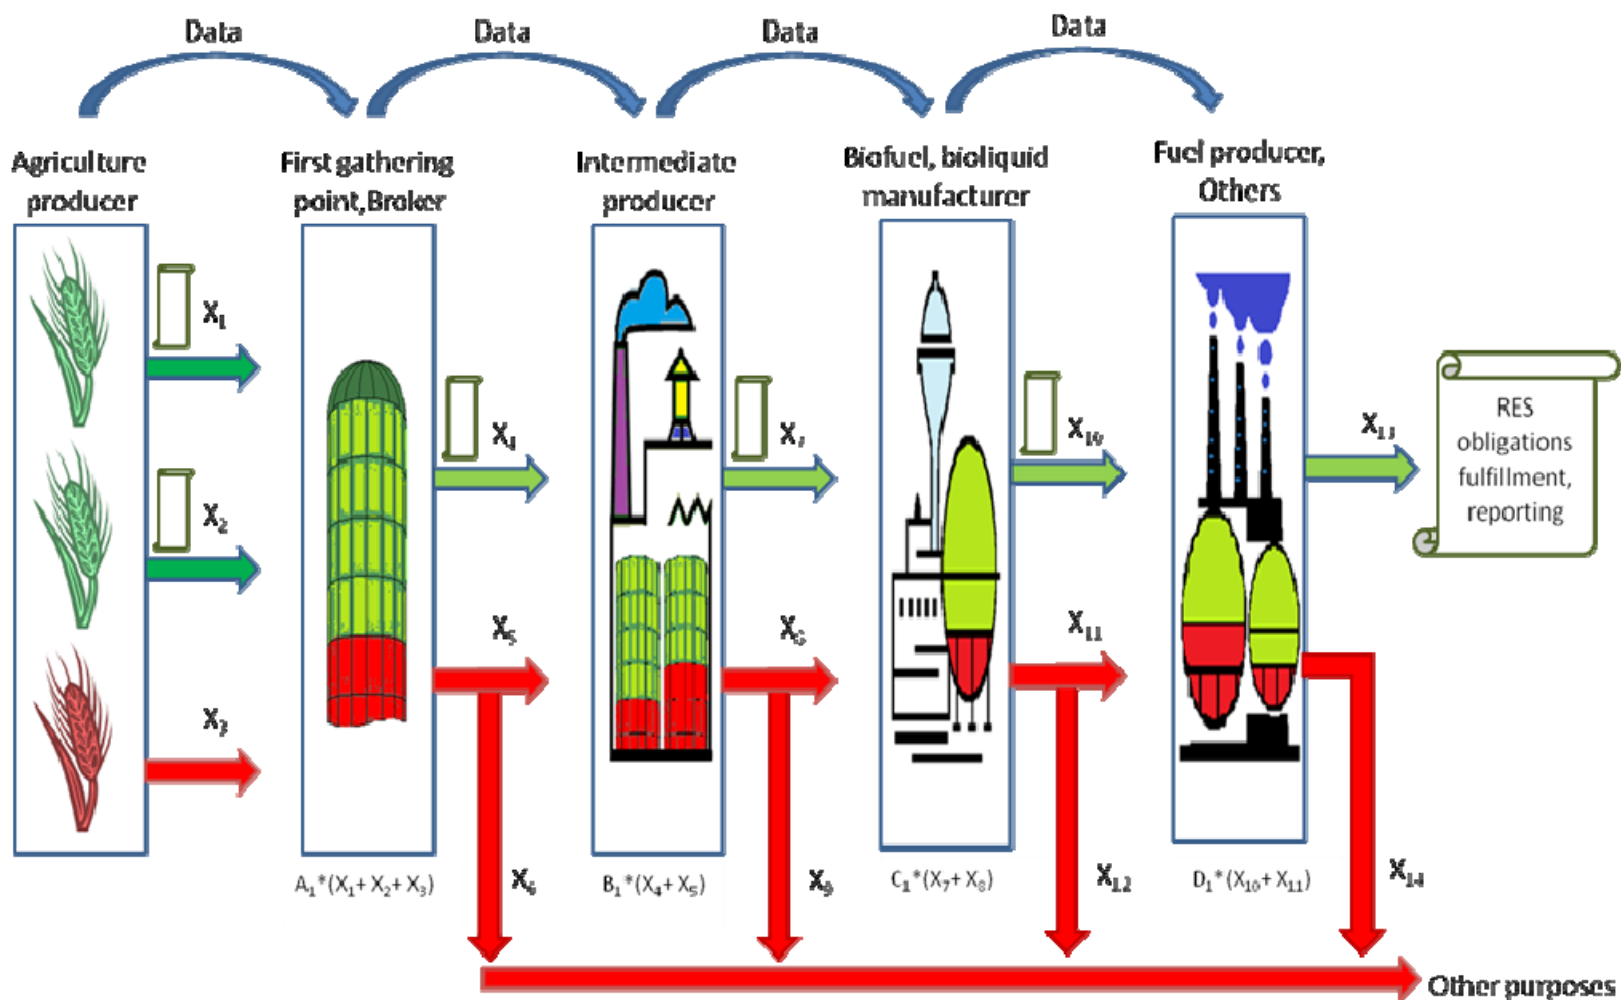 Data
Data
Data
Data
Agriculture
producer
First gathering
point,Broker
Intermediate
producer
Biofuel, bioliquid
manufacturer
Fuel producer,
Others
X₁
X₂
X₃
X₄
X₅
X₆
X₇
X₈
X₉
X₁₀
X₁₁
X₁₂
X₁₃
X₁₄
RES
obligations
fulfillment,
reporting
A₁*(X₁+ X₂+ X₃)
B₁*(X₄+ X₅)
C₁*(X₇+ X₈)
D₁*(X₁₀+ X₁₁)
Other purposes